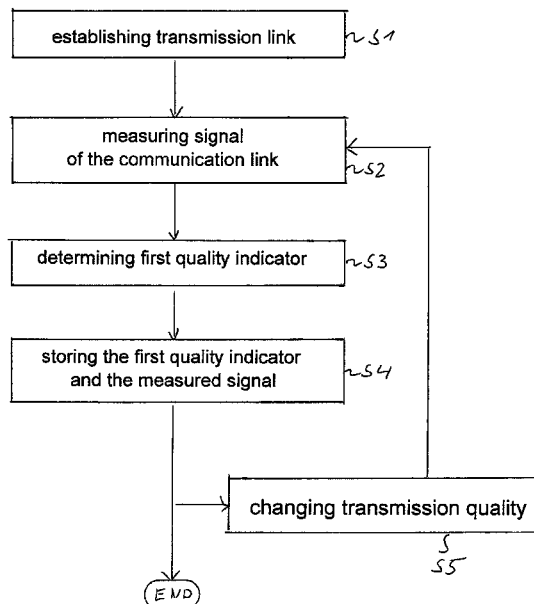 establishing transmission link
S1
measuring signal
of the communication link
S2
determining first quality indicator
S3
storing the first quality indicator
and the measured signal
S4
changing transmission quality
S5
END